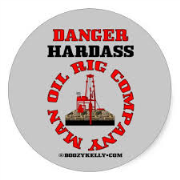 DANGER
HARDASS
OIL RIG COMPANY MAN
©BOOZYKELLY.COM